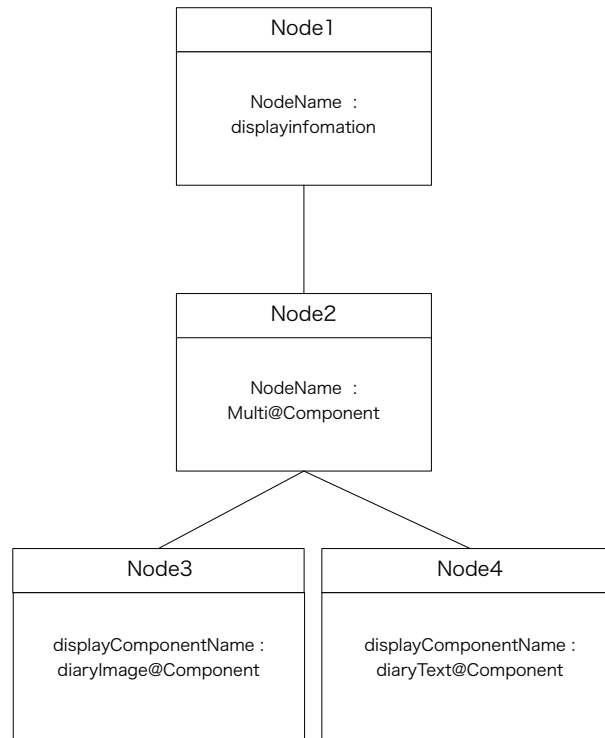 Node1
NodeName :
displayinfomation
Node2
NodeName :
Multi@Component
Node3
displayComponentName :
diaryImage@Component
Node4
displayComponentName :
diaryText@Component